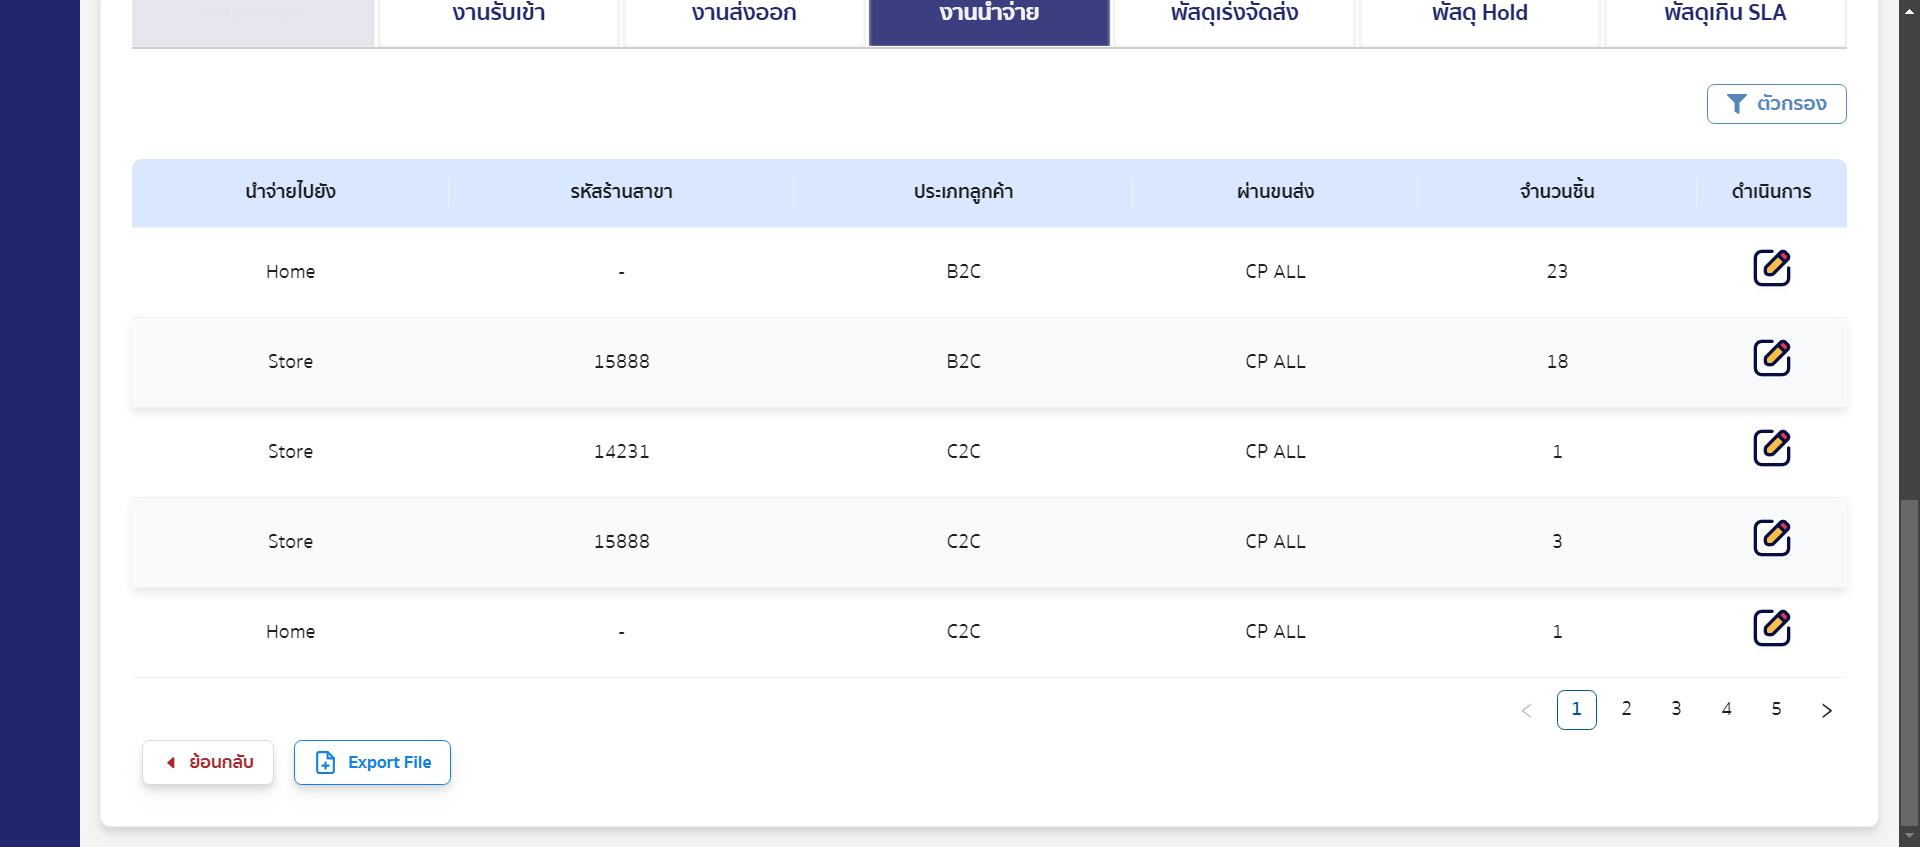 งานรับเข้า งานส่งออก งานนำจ่าย พัสดุเร่งจัดส่ง พัสดุ Hold พัสดุเกิน SLA
ตัวกรอง
นำจ่ายไปยัง รหัสร้านสาขา ประเภทลูกค้า ผ่านขนส่ง จำนวนชิ้น ดำเนินการ
Home - B2C CP ALL 23
Store 15888 B2C CP ALL 18
Store 14231 C2C CP ALL 1
Store 15888 C2C CP ALL 3
Home - C2C CP ALL 1
< 1 2 3 4 5 >
ย้อนกลับ Export File